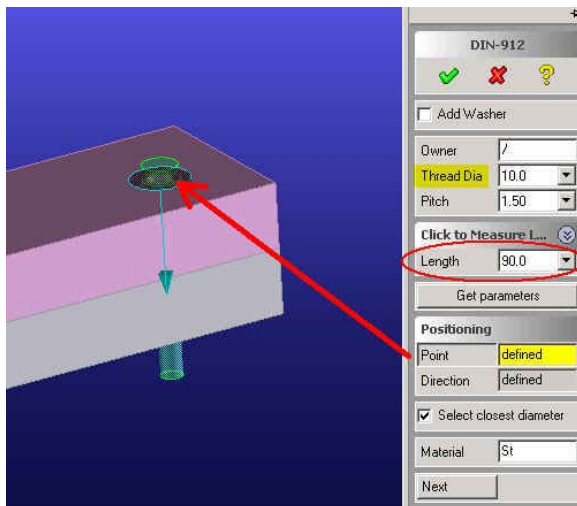 DIN-912
Add Washer
Owner /
Thread Dia 10.0
Pitch 1.50
Click to Measure L...
Length 90.0
Get parameters
Positioning
Point defined
Direction defined
Select closest diameter
Material St
Next